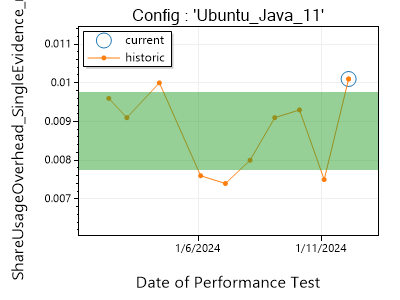 Config : 'Ubuntu_Java_11'
current
historic
0.011
0.01
0.009
0.008
0.007
1/6/2024
1/11/2024
Date of Performance Test
ShareUsageOverhead_SingleEvidence_